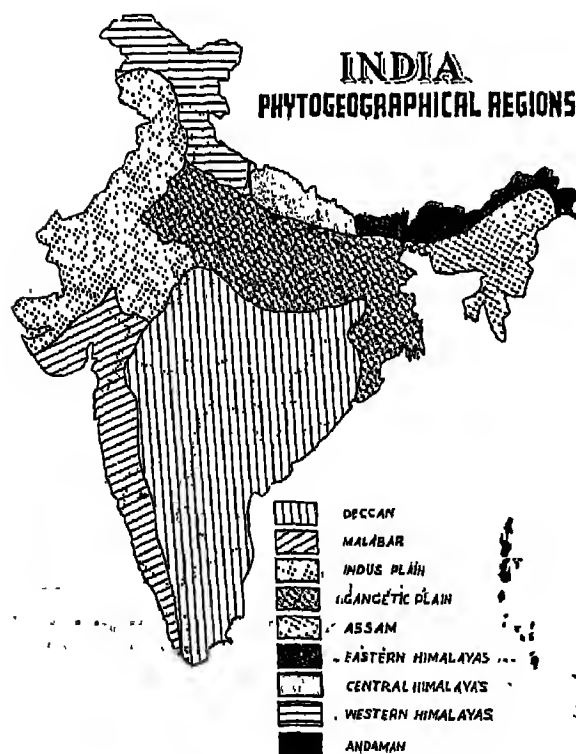 INDIA
PHYTOGEOGRAPHICAL REGIONS
DECCAN
MALABAR
INDUS PLAIN
GANGETIC PLAIN
ASSAM
EASTERN HIMALAYAS
CENTRAL HIMALAYAS
WESTERN HIMALAYAS
ANDAMAN